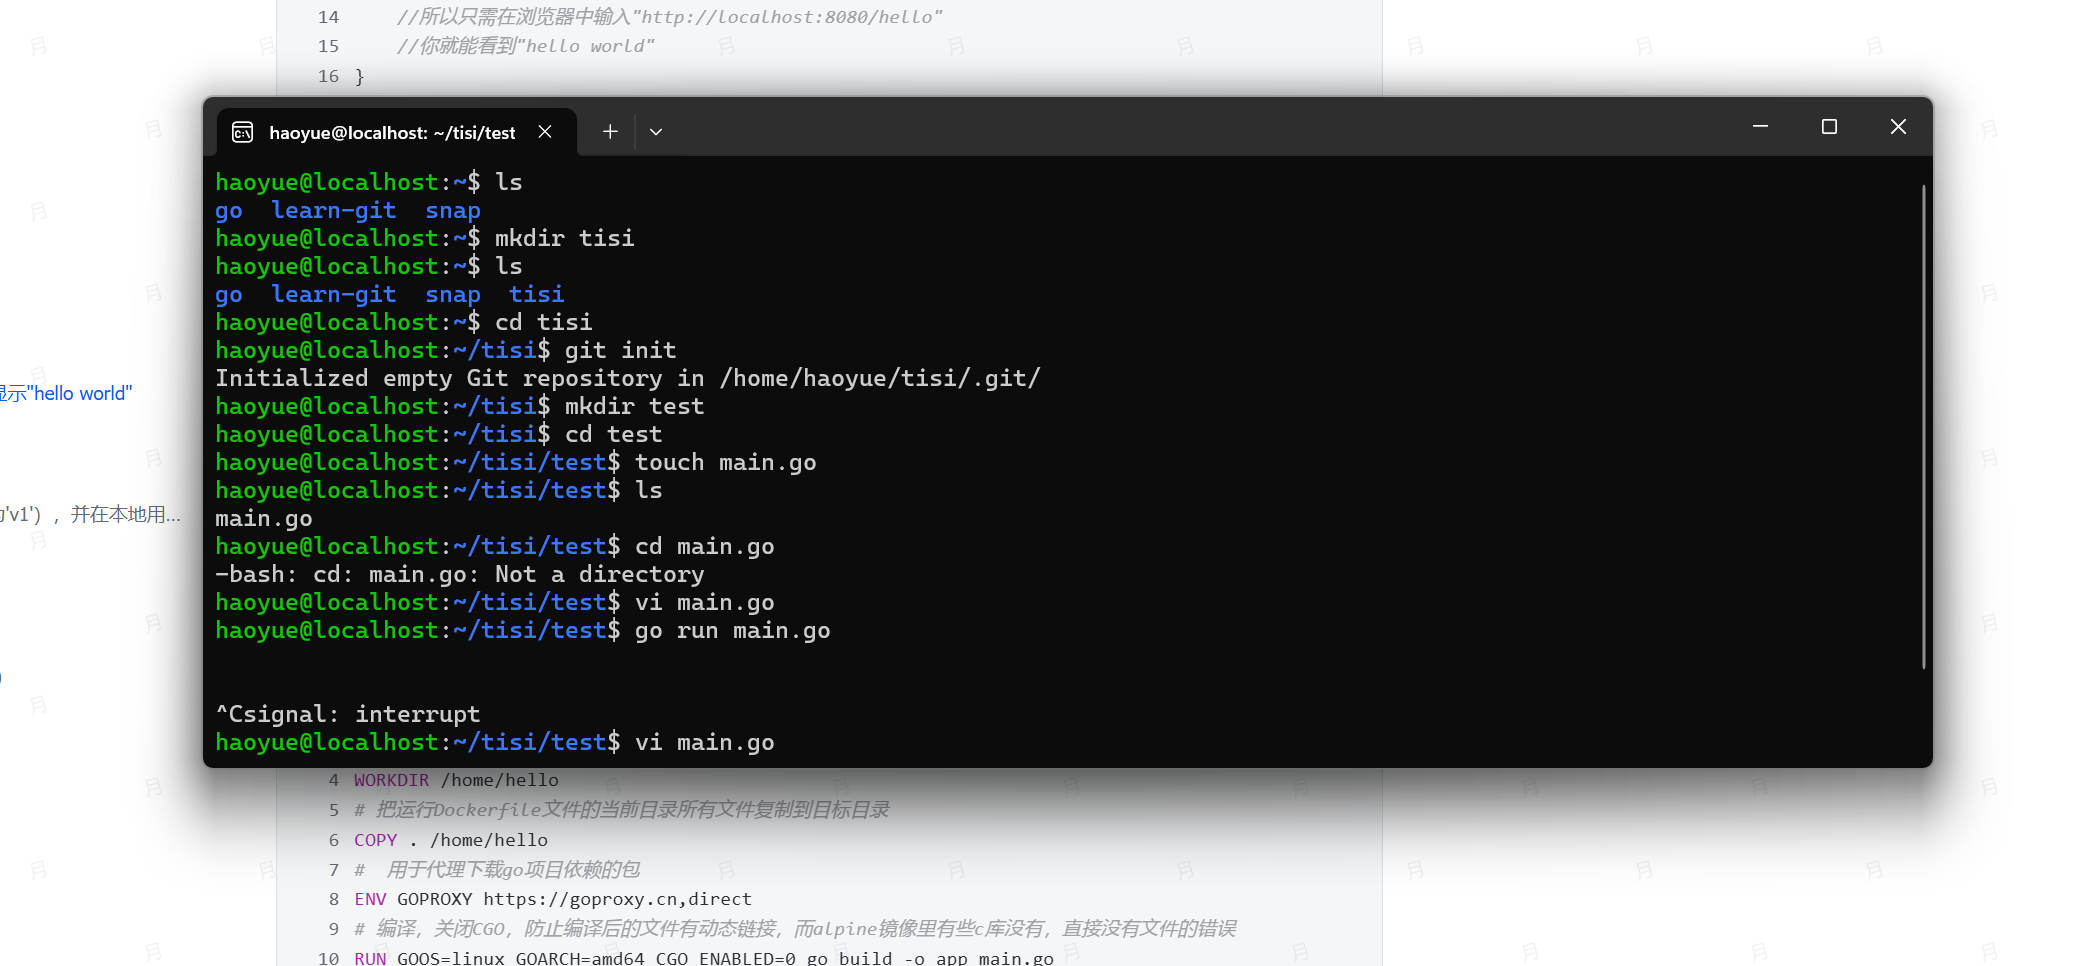 14 //所以只需在浏览器中输入"http://localhost:8080/hello"
15 //你就能看到"hello world"
16 }
haoyue@localhost: ~/tisi/test
haoyue@localhost:~$ ls
go learn-git snap
haoyue@localhost:~$ mkdir tisi
haoyue@localhost:~$ ls
go learn-git snap tisi
haoyue@localhost:~$ cd tisi
haoyue@localhost:~/tisi$ git init
Initialized empty Git repository in /home/haoyue/tisi/.git/
haoyue@localhost:~/tisi$ mkdir test
haoyue@localhost:~/tisi$ cd test
haoyue@localhost:~/tisi/test$ touch main.go
haoyue@localhost:~/tisi/test$ ls
main.go
haoyue@localhost:~/tisi/test$ cd main.go
-bash: cd: main.go: Not a directory
haoyue@localhost:~/tisi/test$ vi main.go
haoyue@localhost:~/tisi/test$ go run main.go
^Csignal: interrupt
haoyue@localhost:~/tisi/test$ vi main.go
示"hello world"
'v1'），并在本地用...
4 WORKDIR /home/hello
5 # 把运行Dockerfile文件的当前目录所有文件复制到目标目录
6 COPY . /home/hello
7 # 用于代理下载go项目依赖的包
8 ENV GOPROXY https://goproxy.cn,direct
9 # 编译，关闭CGO，防止编译后的文件有动态链接，而alpine镜像里有些c库没有，直接没有文件的错误
10 RUN GOOS=linux GOARCH=amd64 CGO_ENABLED=0 go build -o app main.go